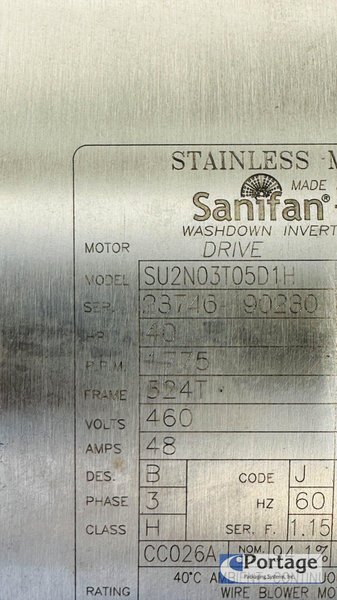 STAINLESS M
MADE
Sanifan®
WASHDOWN INVERT
MOTOR DRIVE
MODEL SU2N03T05D1H
SER. 23746 90280
HP 40
R.P.M. 1775
FRAME 324T
VOLTS 460
AMPS 48
DES. B CODE J
PHASE 3 HZ 60
CLASS H SER. F. 1.15
CC026A NOM. 94.1%
40°C AMB CONTINUO
RATING WIRE BLOWER MO
Portage
Packaging Systems, Inc.